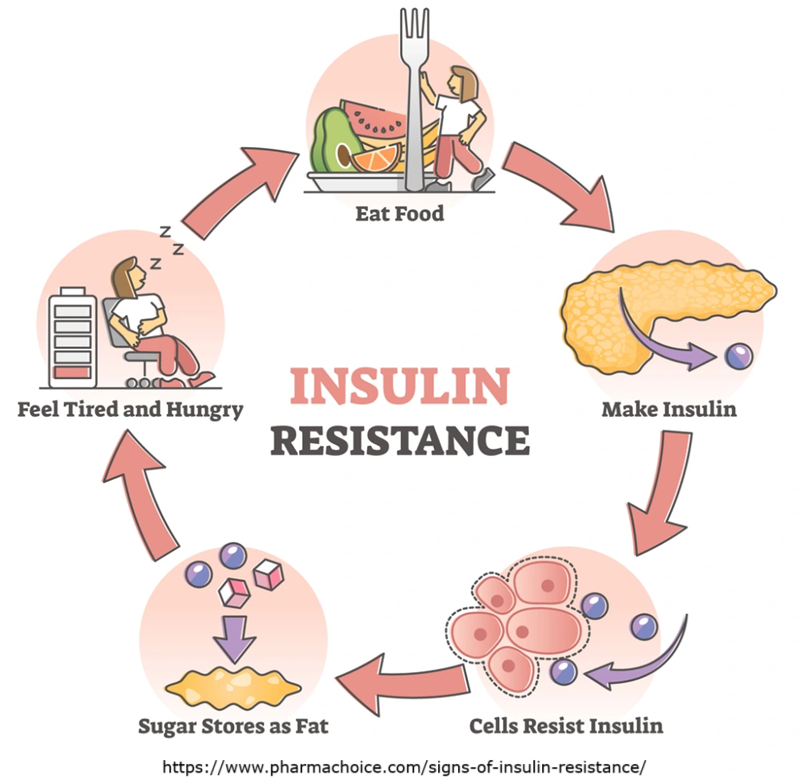 Eat Food
z
z
z
Feel Tired and Hungry
Make Insulin
INSULIN
RESISTANCE
Sugar Stores as Fat
Cells Resist Insulin
https://www.pharmachoice.com/signs-of-insulin-resistance/